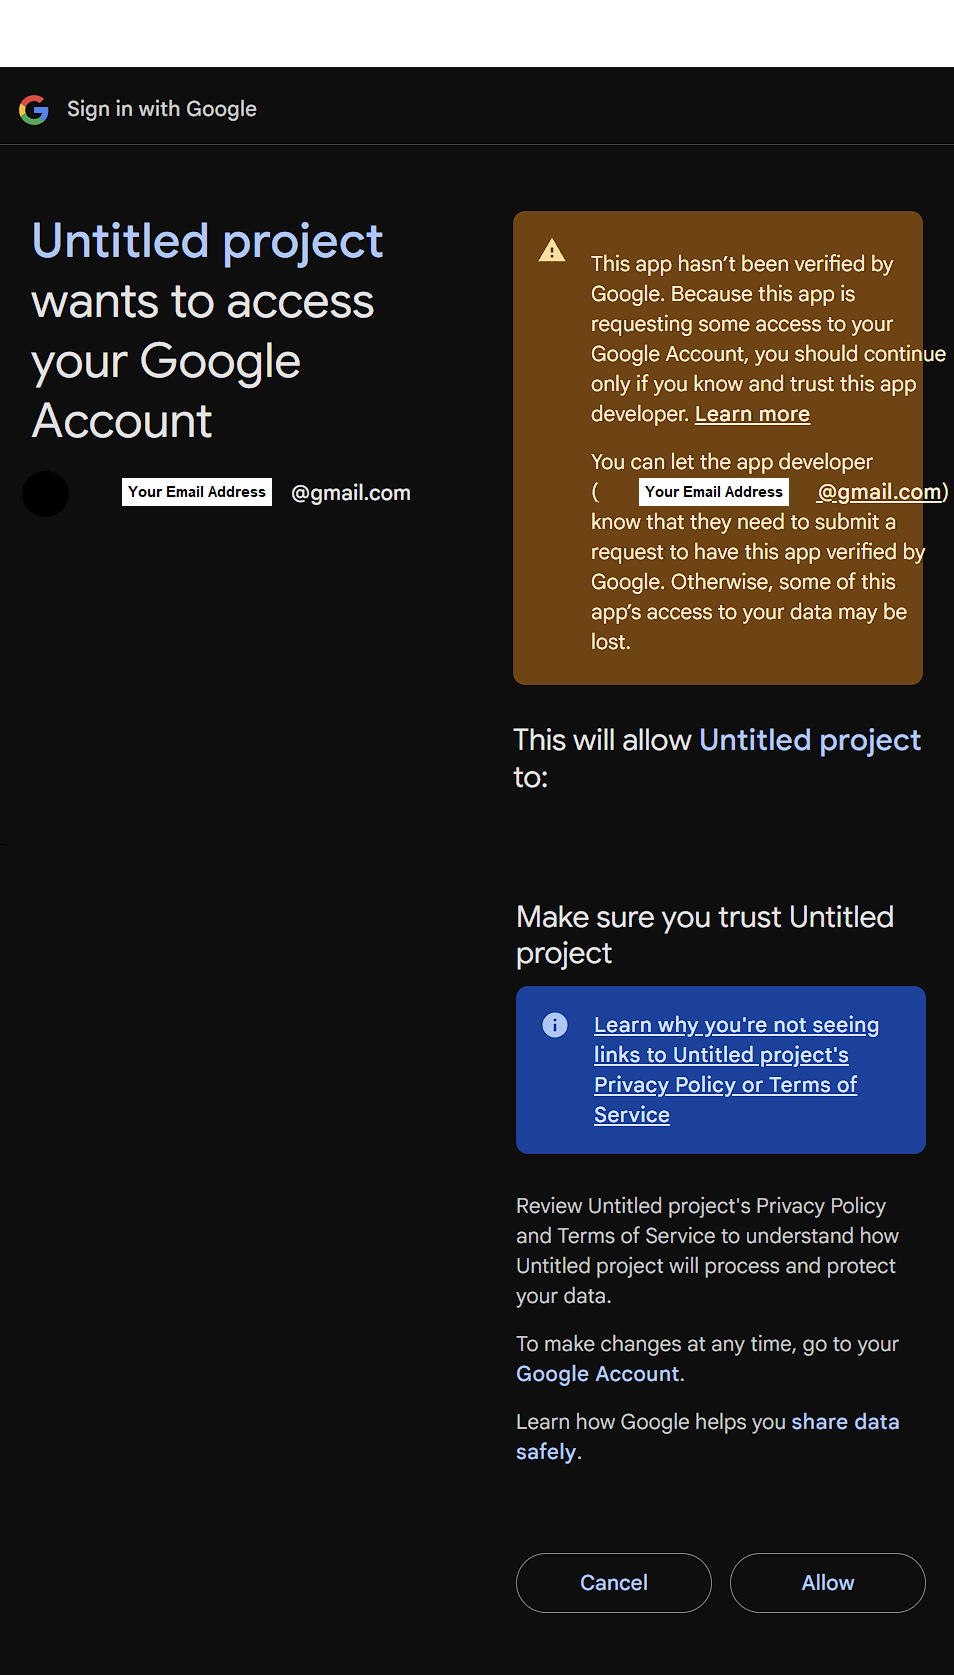 Sign in with Google
Untitled project
wants to access
your Google
Account
Your Email Address @gmail.com
This app hasn’t been verified by
Google. Because this app is
requesting some access to your
Google Account, you should continue
only if you know and trust this app
developer. Learn more
You can let the app developer
( Your Email Address @gmail.com)
know that they need to submit a
request to have this app verified by
Google. Otherwise, some of this
app’s access to your data may be
lost.
This will allow Untitled project
to:
Make sure you trust Untitled
project
Learn why you're not seeing
links to Untitled project's
Privacy Policy or Terms of
Service
Review Untitled project's Privacy Policy
and Terms of Service to understand how
Untitled project will process and protect
your data.
To make changes at any time, go to your
Google Account.
Learn how Google helps you share data
safely.
Cancel Allow